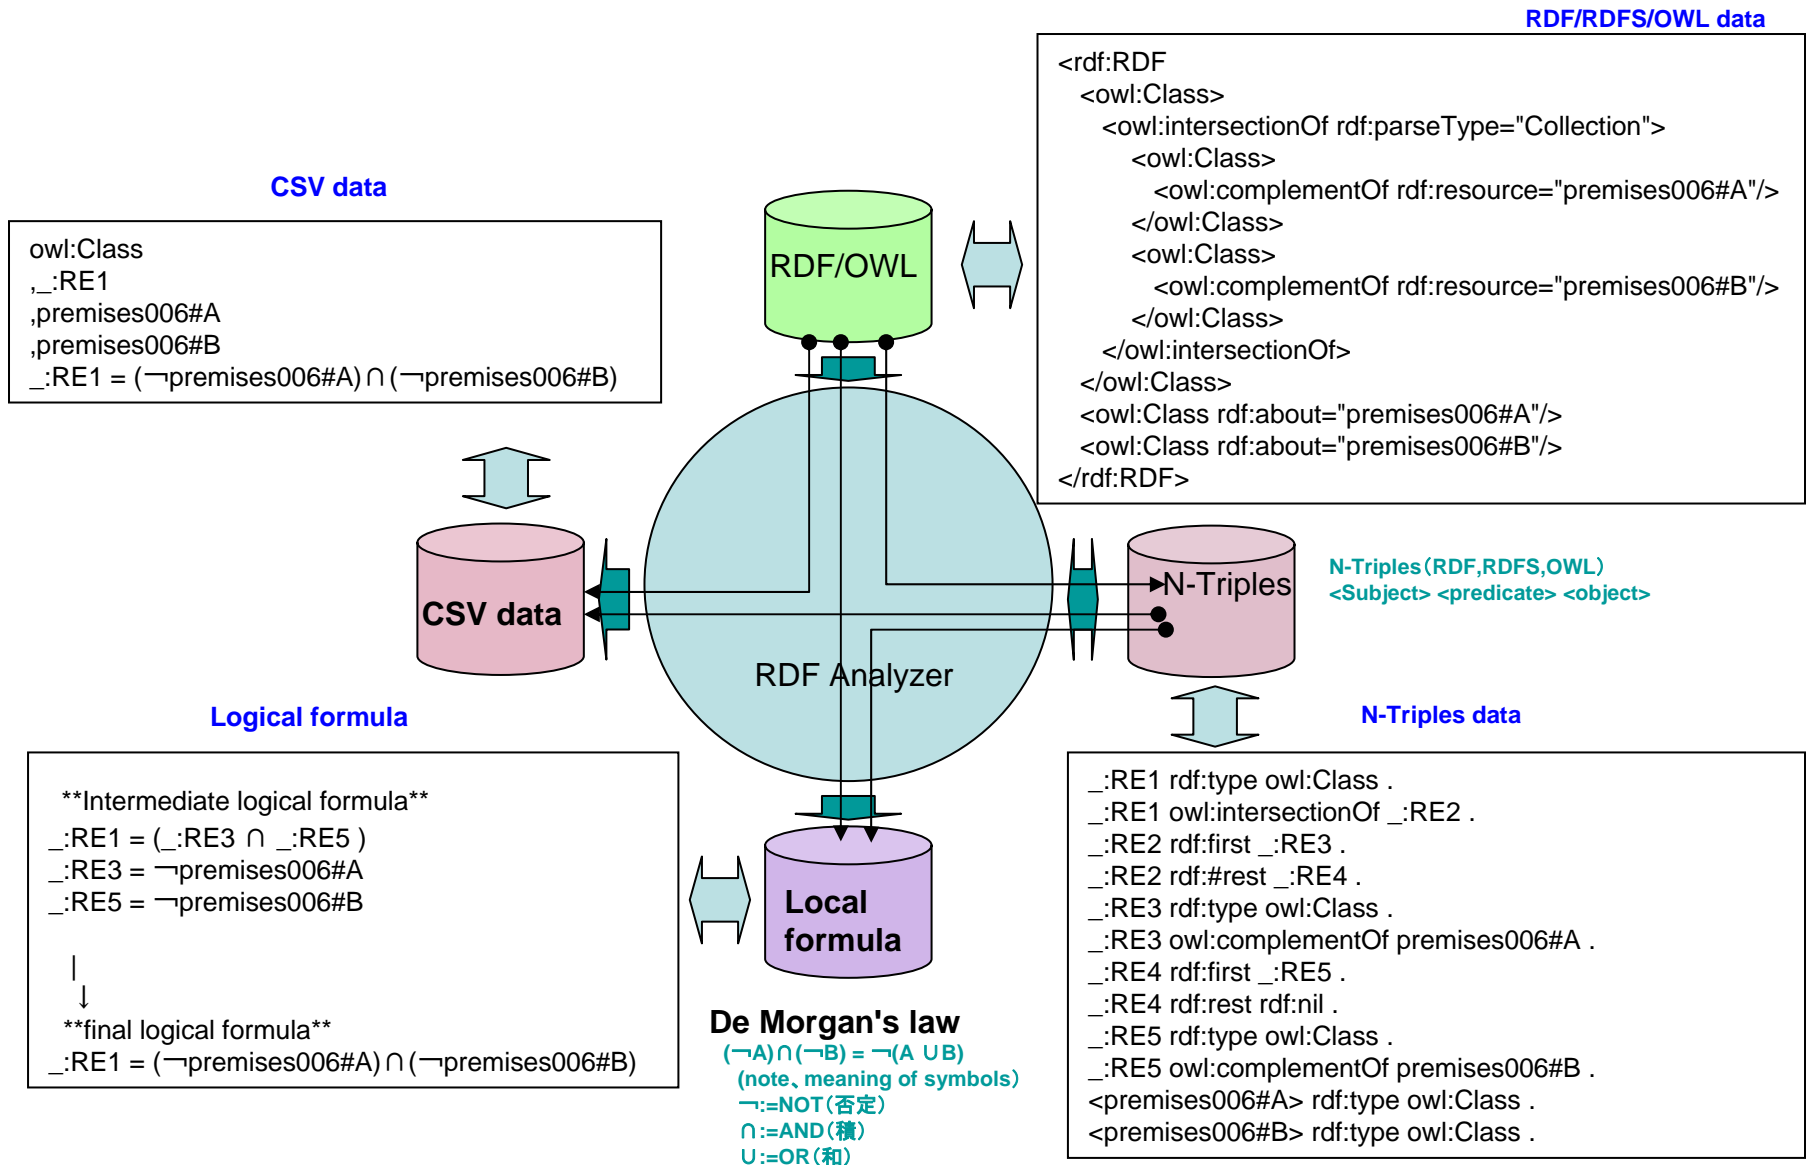 RDF/RDFS/OWL data
<rdf:RDF
<owl:Class>
<owl:intersectionOf rdf:parseType="Collection">
<owl:Class>
<owl:complementOf rdf:resource="premises006#A"/>
</owl:Class>
<owl:Class>
<owl:complementOf rdf:resource="premises006#B"/>
</owl:Class>
</owl:intersectionOf>
</owl:Class>
<owl:Class rdf:about="premises006#A"/>
<owl:Class rdf:about="premises006#B"/>
</rdf:RDF>
CSV data
owl:Class
,_:RE1
,premises006#A
,premises006#B
_:RE1 = (￢premises006#A)∩(￢premises006#B)
RDF/OWL
CSV data
N-Triples
N-Triples（RDF,RDFS,OWL）
<Subject> <predicate> <object>
RDF Analyzer
Logical formula
**Intermediate logical formula**
_:RE1 = (_:RE3 ∩ _:RE5 )
_:RE3 = ￢premises006#A
_:RE5 = ￢premises006#B
|
↓
**final logical formula**
_:RE1 = (￢premises006#A)∩(￢premises006#B)
Local
formula
De Morgan's law
(￢A)∩(￢B) = ￢(A ∪B)
(note、meaning of symbols）
￢:=NOT（否定）
∩:=AND（積）
∪:=OR（和）
N-Triples data
_:RE1 rdf:type owl:Class .
_:RE1 owl:intersectionOf _:RE2 .
_:RE2 rdf:first _:RE3 .
_:RE2 rdf:#rest _:RE4 .
_:RE3 rdf:type owl:Class .
_:RE3 owl:complementOf premises006#A .
_:RE4 rdf:first _:RE5 .
_:RE4 rdf:rest rdf:nil .
_:RE5 rdf:type owl:Class .
_:RE5 owl:complementOf premises006#B .
<premises006#A> rdf:type owl:Class .
<premises006#B> rdf:type owl:Class .